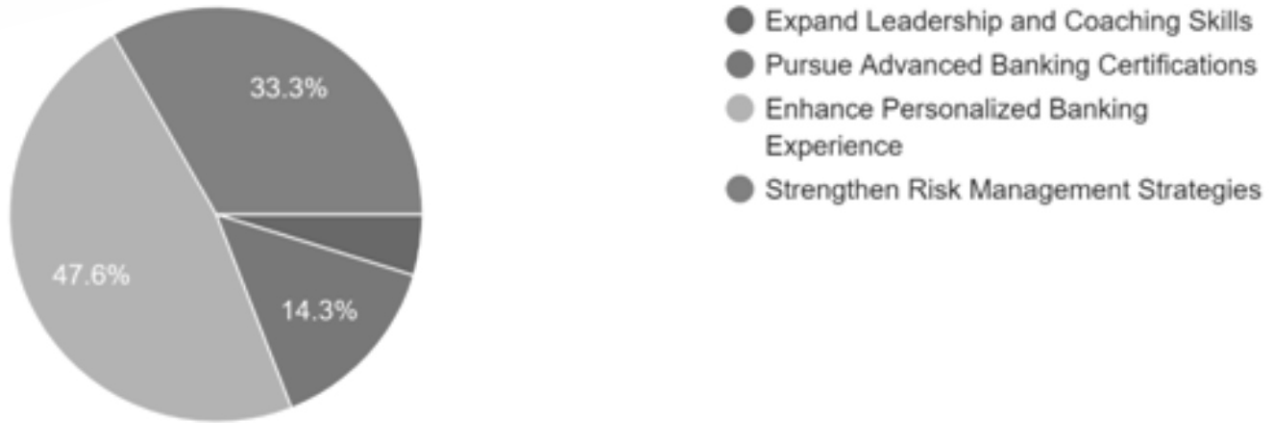 33.3%
47.6%
14.3%
Expand Leadership and Coaching Skills
Pursue Advanced Banking Certifications
Enhance Personalized Banking
Experience
Strengthen Risk Management Strategies